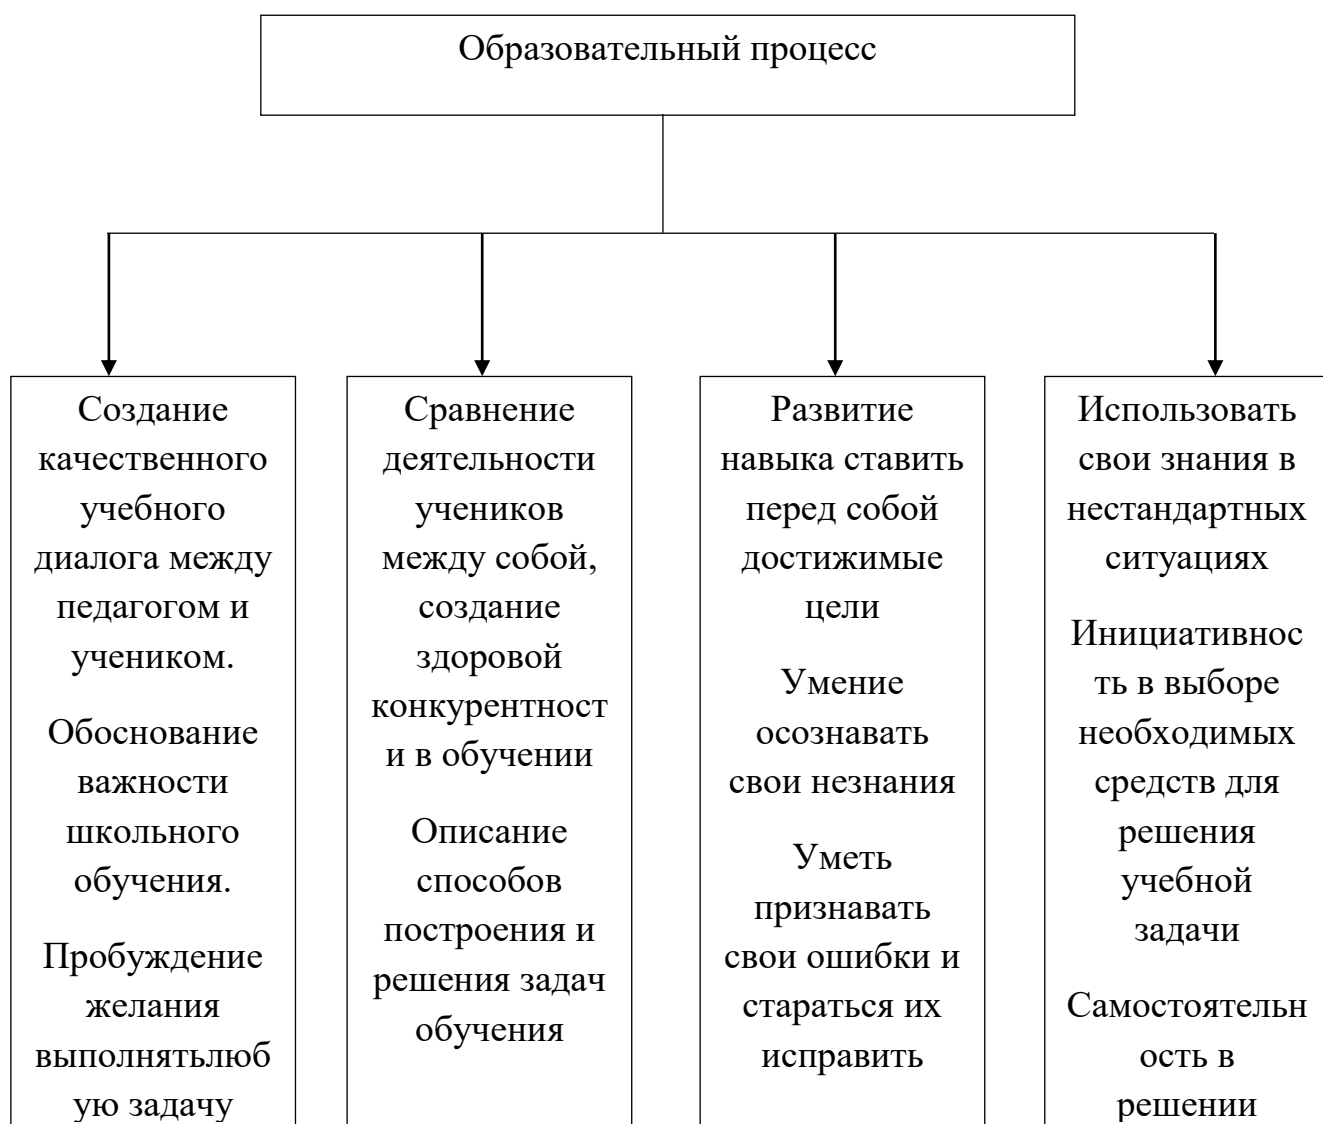 Образовательный процесс
Создание
качественного
учебного
диалога между
педагогом и
учеником.
Обоснование
важности
школьного
обучения.
Пробуждение
желания
выполнятьлюб
ую задачу
Сравнение
деятельности
учеников
между собой,
создание
здоровой
конкурентност
и в обучении
Описание
способов
построения и
решения задач
обучения
Развитие
навыка ставить
перед собой
достижимые
цели
Умение
осознавать
свои незнания
Уметь
признавать
свои ошибки и
стараться их
исправить
Использовать
свои знания в
нестандартных
ситуациях
Инициативнос
ть в выборе
необходимых
средств для
решения
учебной
задачи
Самостоятельн
ость в
решении